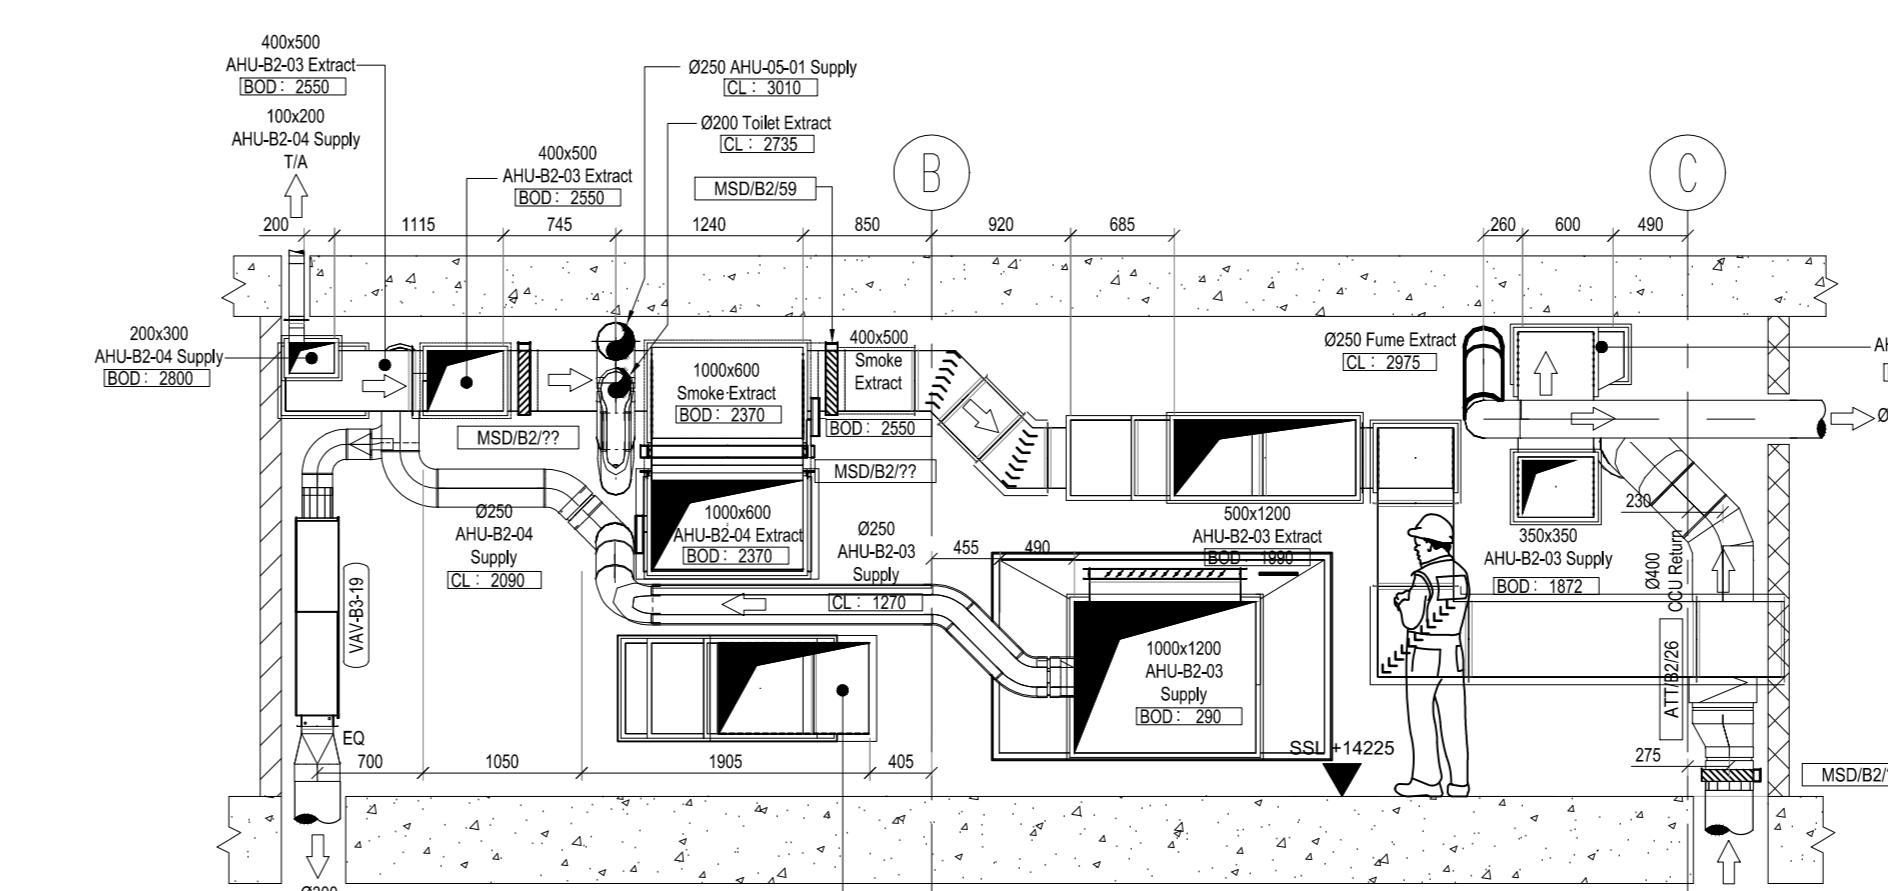 400x500
AHU-B2-03 Extract
BOD: 2550
100x200
AHU-B2-04 Supply
T/A
Ø250 AHU-05-01 Supply
CL: 3010
Ø200 Toilet Extract
CL: 2735
400x500
AHU-B2-03 Extract
BOD: 2550
MSD/B2/59
B
C
200
1115
745
1240
850
920
685
260
600
490
200x300
AHU-B2-04 Supply
BOD: 2800
1000x600
Smoke Extract
BOD: 2370
400x500
Smoke
Extract
BOD: 2550
Ø250 Fume Extract
CL: 2975
MSD/B2/??
MSD/B2/??
Ø250
AHU-B2-04
Supply
CL: 2090
1000x600
AHU-B2-04 Extract
BOD: 2370
Ø250
AHU-B2-03
Supply
CL: 1270
455
490
500x1200
AHU-B2-03 Extract
BOD: 1990
230
350x350
AHU-B2-03 Supply
BOD: 1872
Ø400
CCU Return
VAV-B3-19
1000x1200
AHU-B2-03
Supply
BOD: 290
ATT/B2/26
EQ
700
1050
1905
405
SSL +14225
275
MSD/B2/